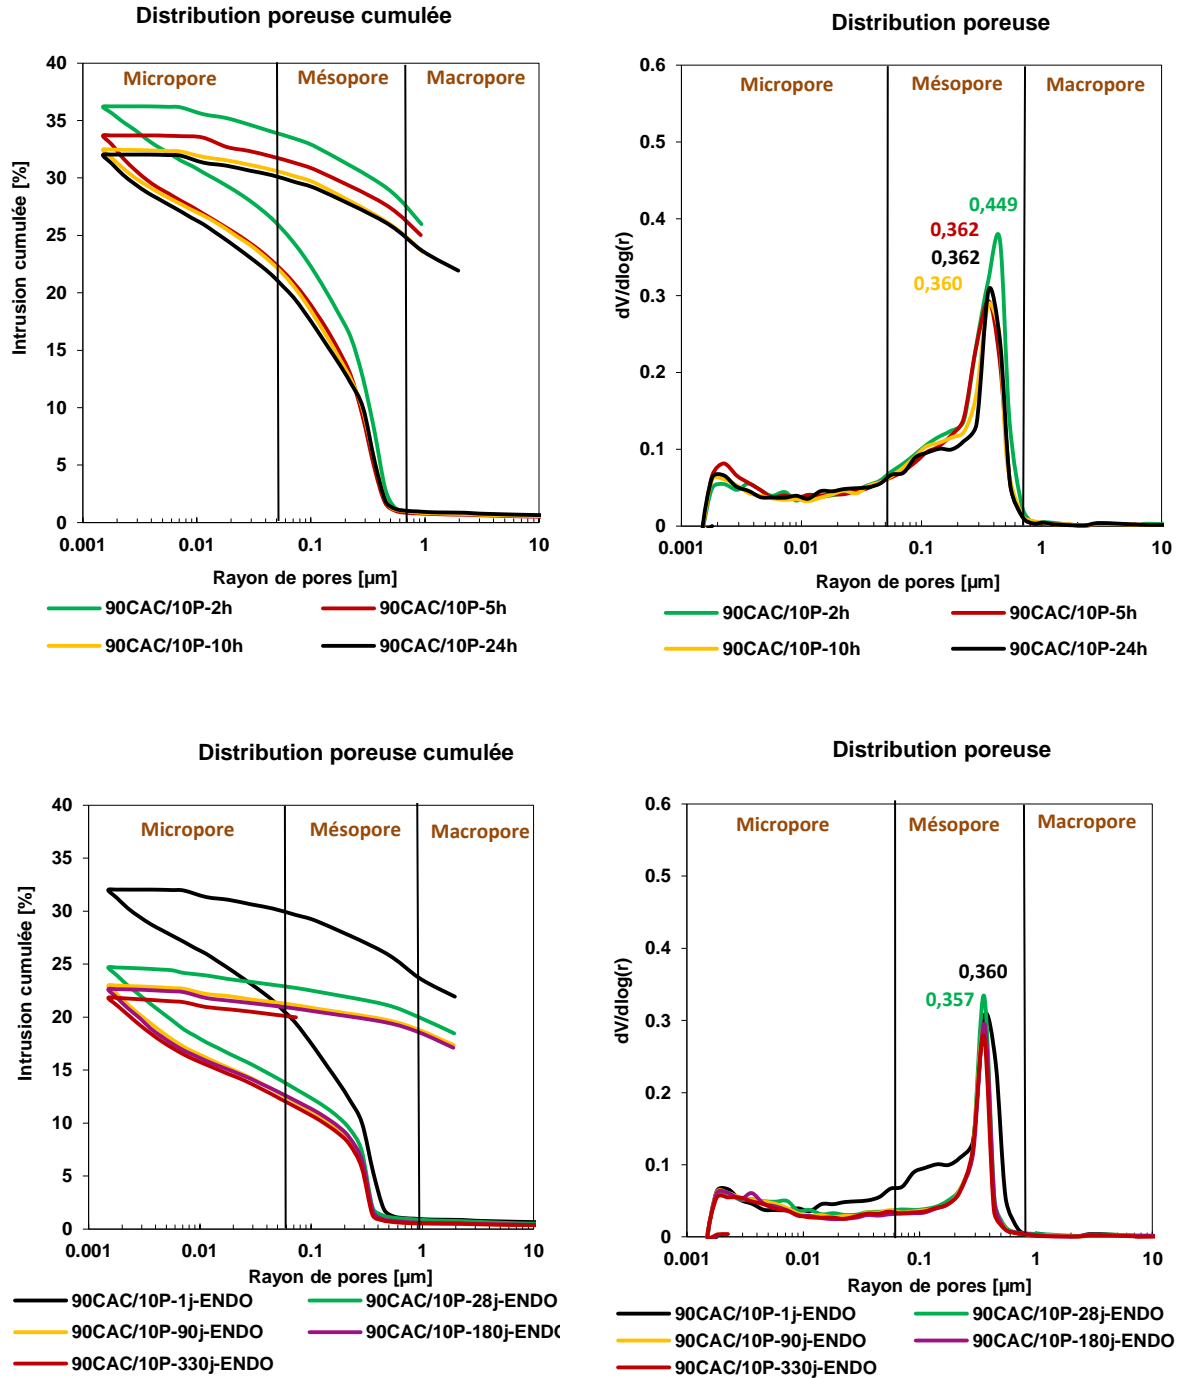 Distribution poreuse cumulée
40
35
30
25
20
15
10
5
0
0.001
0.01
0.1
1
10
Intrusion cumulée [%]
Rayon de pores [µm]
Micropore
Mésopore
Macropore
90CAC/10P-2h
90CAC/10P-5h
90CAC/10P-10h
90CAC/10P-24h
Distribution poreuse
0.6
0.5
0.4
0.3
0.2
0.1
0
0.001
0.01
0.1
1
10
dV/dlog(r)
Rayon de pores [µm]
Micropore
Mésopore
Macropore
0,449
0,362
0,362
0,360
90CAC/10P-2h
90CAC/10P-5h
90CAC/10P-10h
90CAC/10P-24h
Distribution poreuse cumulée
40
35
30
25
20
15
10
5
0
0.001
0.01
0.1
1
10
Intrusion cumulée [%]
Rayon de pores [µm]
Micropore
Mésopore
Macropore
90CAC/10P-1j-ENDO
90CAC/10P-28j-ENDO
90CAC/10P-90j-ENDO
90CAC/10P-180j-ENDO
90CAC/10P-330j-ENDO
Distribution poreuse
0.6
0.5
0.4
0.3
0.2
0.1
0
0.001
0.01
0.1
1
10
dV/dlog(r)
Rayon de pores [µm]
Micropore
Mésopore
Macropore
0,360
0,357
90CAC/10P-1j-ENDO
90CAC/10P-28j-ENDO
90CAC/10P-90j-ENDO
90CAC/10P-180j-ENDO
90CAC/10P-330j-ENDO